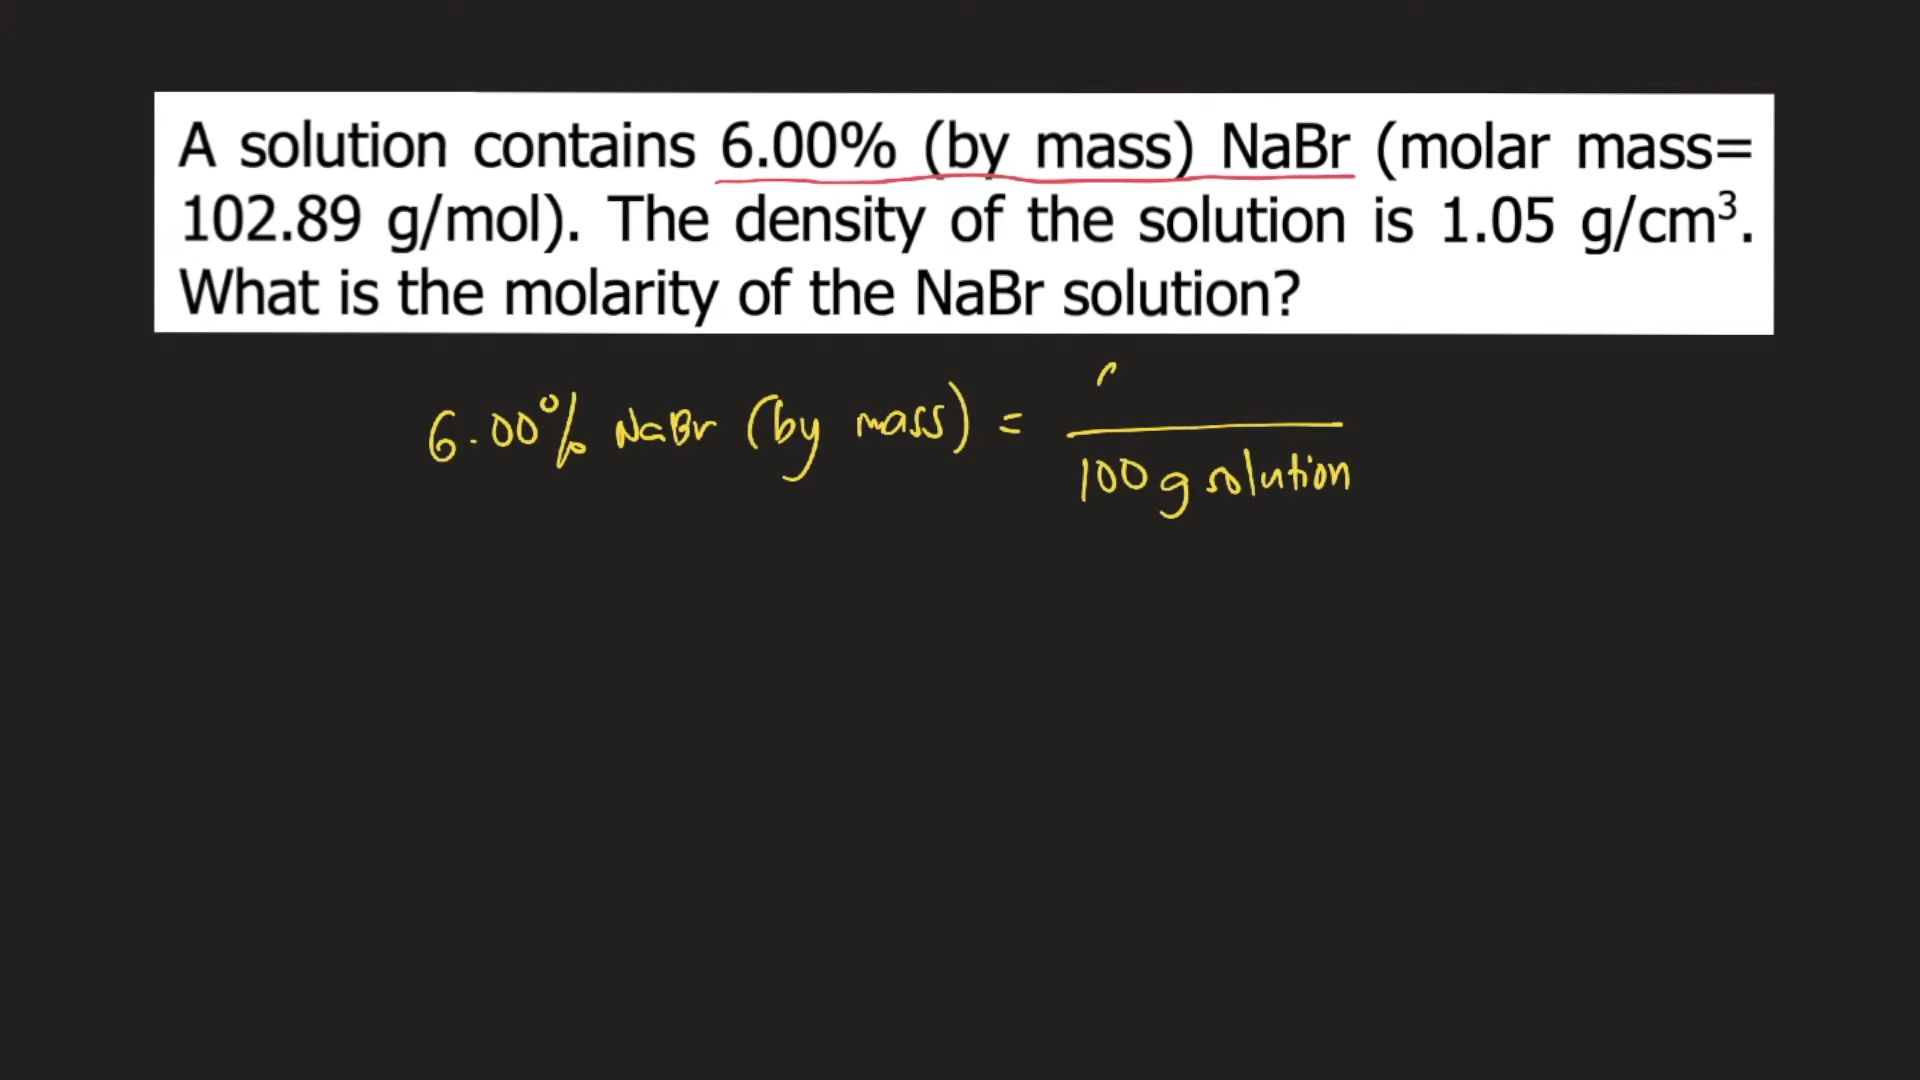 A solution contains 6.00% (by mass) NaBr (molar mass=
102.89 g/mol). The density of the solution is 1.05 g/cm³.
What is the molarity of the NaBr solution?
6.00% NaBr (by mass) =
100 g solution